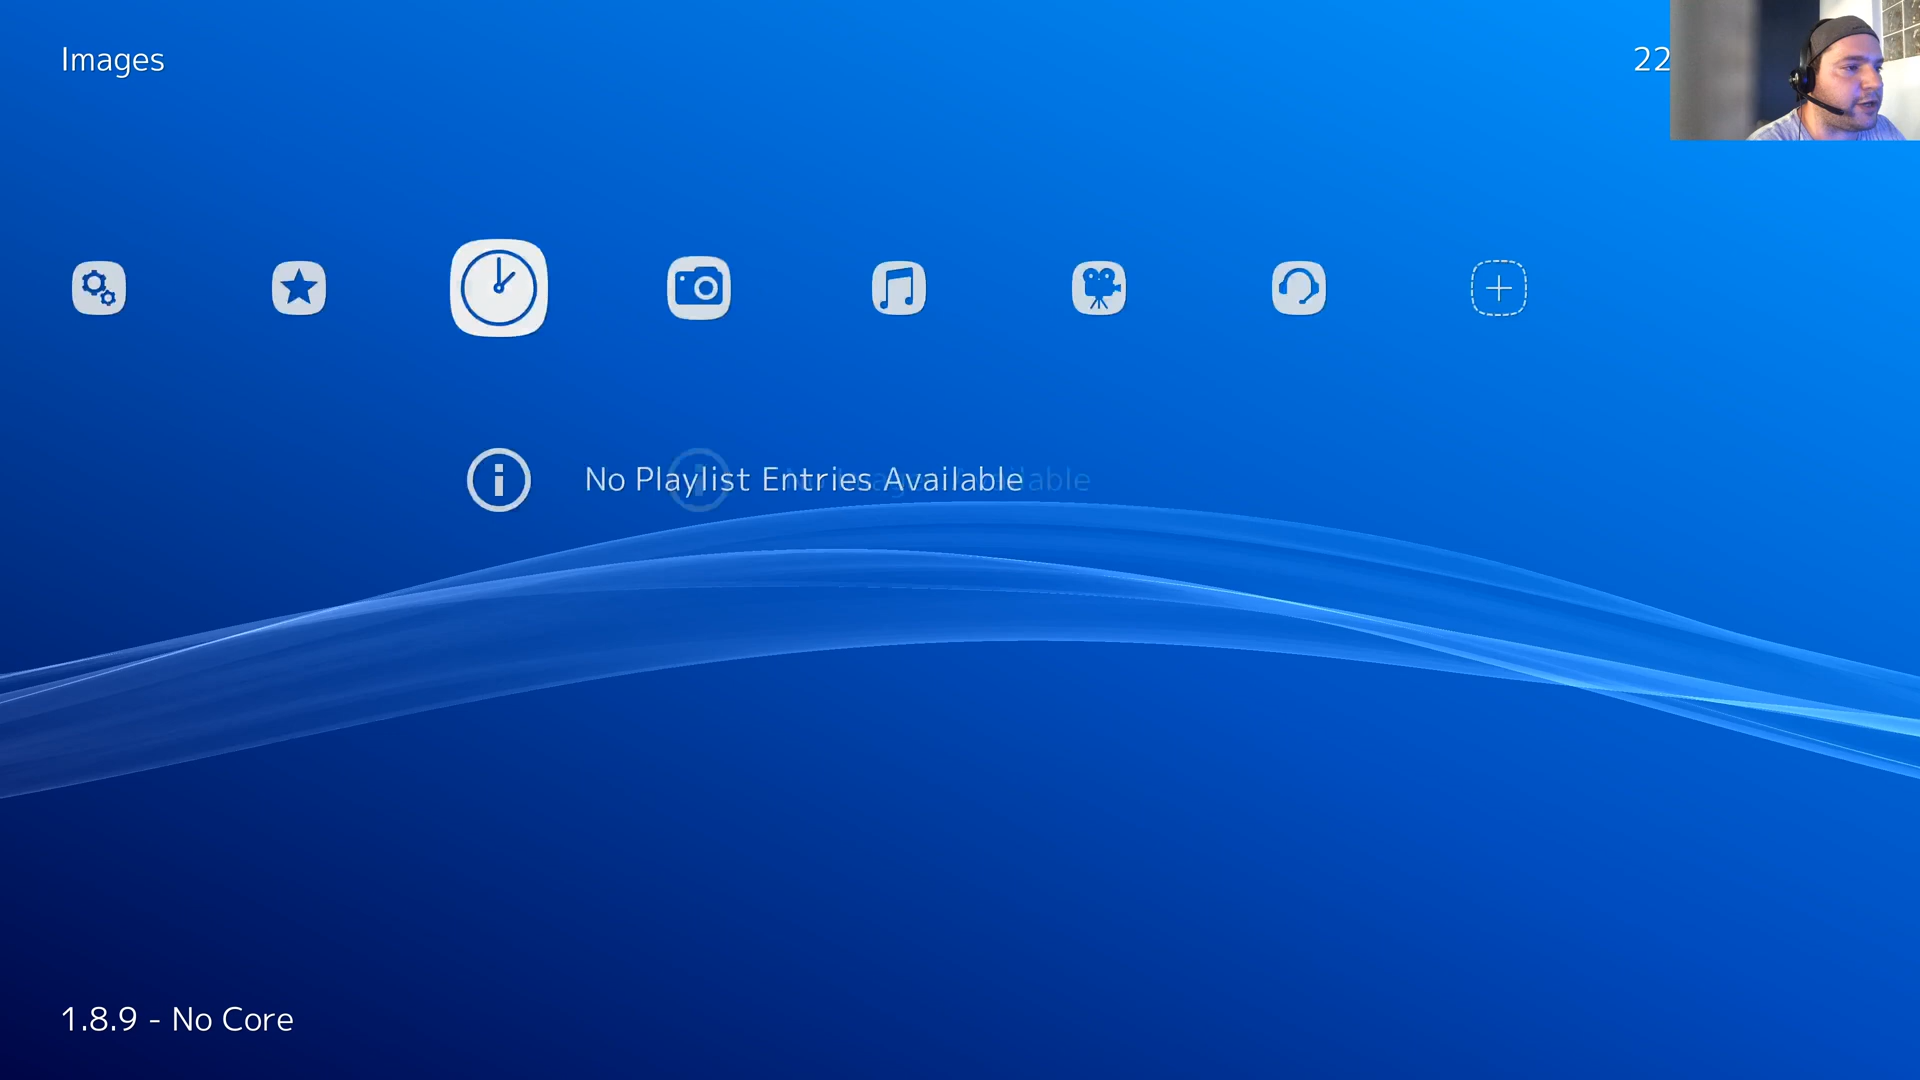 Images
22
No Playlist Entries Available
1.8.9 - No Core